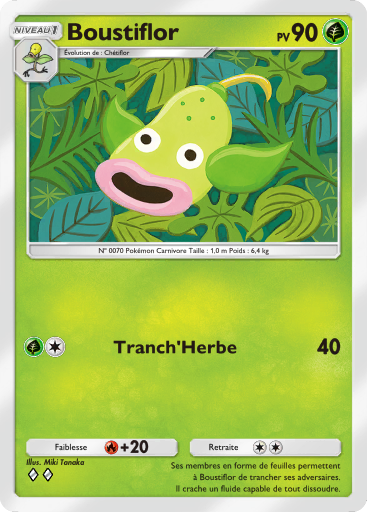 NIVEAU 1
Boustiflor
PV 90
Évolution de : Chétiflor
N° 0070 Pokémon Carnivore Taille : 1,0 m Poids : 6,4 kg
Tranch'Herbe 40
Faiblesse +20 Retraite
Illus. Miki Tanaka
Ses membres en forme de feuilles permettent
à Boustiflor de trancher ses adversaires.
Il crache un fluide capable de tout dissoudre.